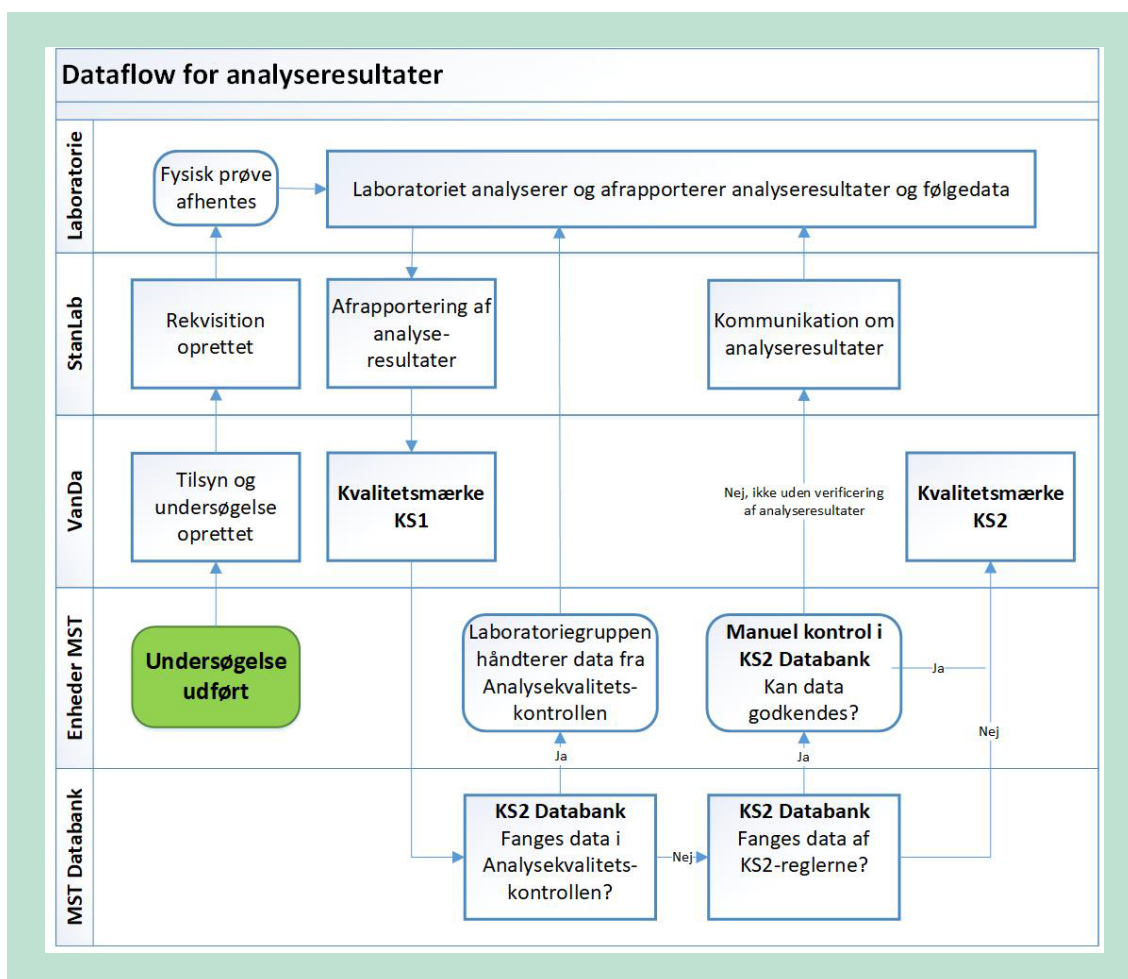 Dataflow for analyseresultater
Laboratorie
Fysisk prøve
afhentes
Laboratoriet analyserer og afrapporterer analyseresultater og følgedata
StanLab
Rekvisition
oprettet
Afrapportering af
analyse-
resultater
Kommunikation om
analyseresultater
VanDa
Tilsyn og
undersøgelse
oprettet
Kvalitetsmærke
KS1
Nej, ikke uden verificering
af analyseresultater
Kvalitetsmærke
KS2
Enheder MST
Undersøgelse
udført
Laboratoriegruppen
håndterer data fra
Analysekvalitets-
kontrollen
Manuel kontrol i
KS2 Databank
Kan data
godkendes?
Ja
Nej
Ja
Ja
MST Databank
KS2 Databank
Fanges data i
Analysekvalitets-
kontrollen?
Nej
KS2 Databank
Fanges data af
KS2-reglerne?